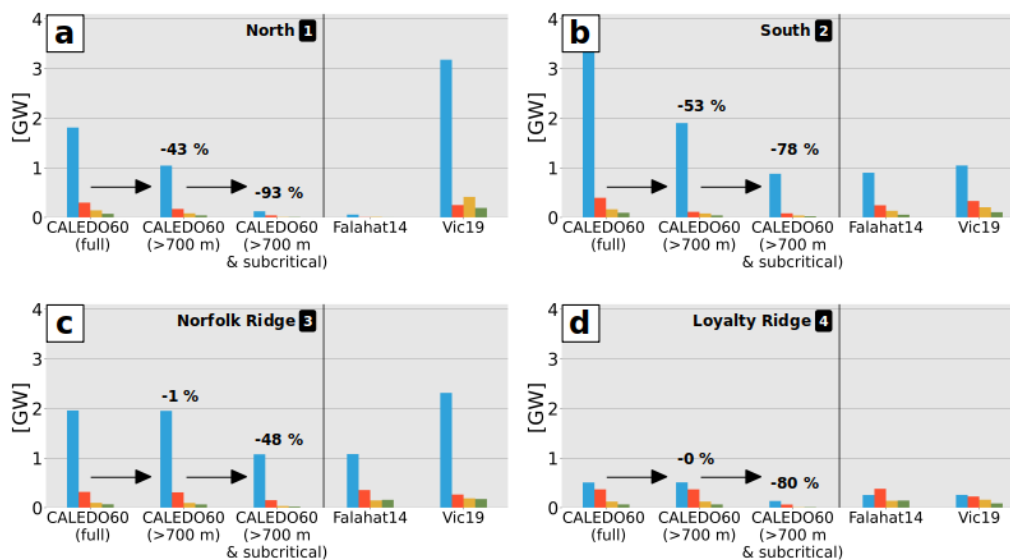 a
North 1
[GW]
4
3
2
1
0
-43 %
-93 %
CALEDO60
(full)
CALEDO60
(>700 m)
CALEDO60
(>700 m
& subcritical)
Falahat14
Vic19
b
South 2
[GW]
4
3
2
1
0
-53 %
-78 %
CALEDO60
(full)
CALEDO60
(>700 m)
CALEDO60
(>700 m
& subcritical)
Falahat14
Vic19
c
Norfolk Ridge 3
[GW]
4
3
2
1
0
-1 %
-48 %
CALEDO60
(full)
CALEDO60
(>700 m)
CALEDO60
(>700 m
& subcritical)
Falahat14
Vic19
d
Loyalty Ridge 4
[GW]
4
3
2
1
0
-0 %
-80 %
CALEDO60
(full)
CALEDO60
(>700 m)
CALEDO60
(>700 m
& subcritical)
Falahat14
Vic19